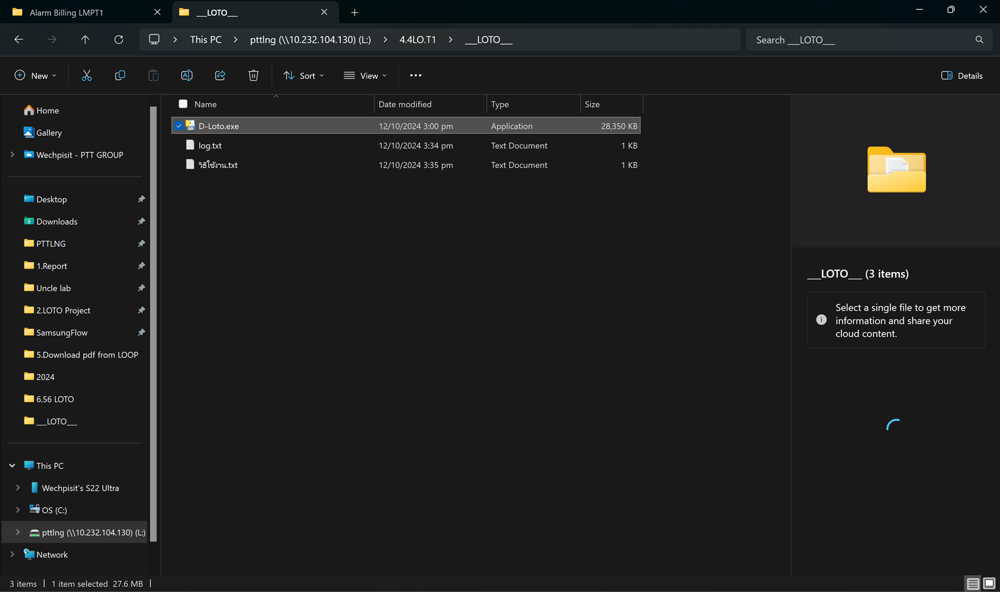 Alarm Billing LMPT1
___LOTO___
This PC > pttlng (\\10.232.104.130) (L:) > 4.4LO.T1 > ___LOTO___
Search ___LOTO___
New Sort View Details
Name Date modified Type Size
D-Loto.exe 12/10/2024 3:00 pm Application 28,350 KB
log.txt 12/10/2024 3:34 pm Text Document 1 KB
วิธีใช้งาน.txt 12/10/2024 3:35 pm Text Document 1 KB
Home
Gallery
Wechpisit - PTT GROUP
Desktop
Downloads
PTTLNG
1.Report
Uncle lab
2.LOTO Project
SamsungFlow
5.Download pdf from LOOP
2024
6.56 LOTO
___LOTO___
This PC
Wechpisit's S22 Ultra
OS (C:)
pttlng (\\10.232.104.130) (L:)
Network
___LOTO___ (3 items)
Select a single file to get more
information and share your
cloud content.
3 items | 1 item selected 27.6 MB |